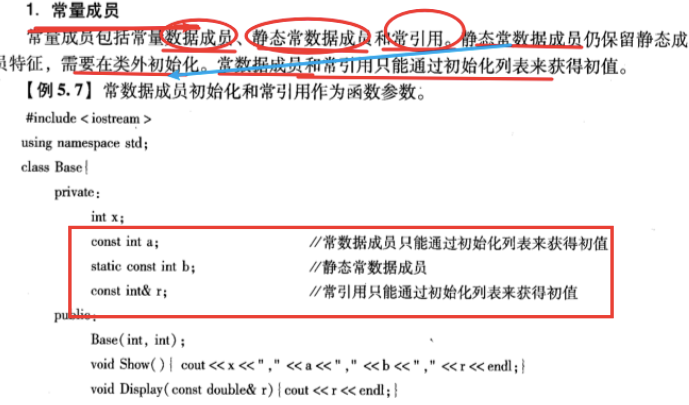 1. 常量成员
常量成员包括常量数据成员、静态常数据成员和常引用。静态常数据成员仍保留静态成
员特征，需要在类外初始化。常数据成员和常引用只能通过初始化列表来获得初值。
【例5.7】常数据成员初始化和常引用作为函数参数。
#include < iostream >
using namespace std;
class Base{
private:
int x;
const int a; //常数据成员只能通过初始化列表来获得初值
static const int b; //静态常数据成员
const int& r; //常引用只能通过初始化列表来获得初值
public:
Base(int, int);
void Show(){ cout <<x <<"," <<a <<"," <<b <<"," <<r <<endl;}
void Display(const double& r){cout <<r <<endl;}